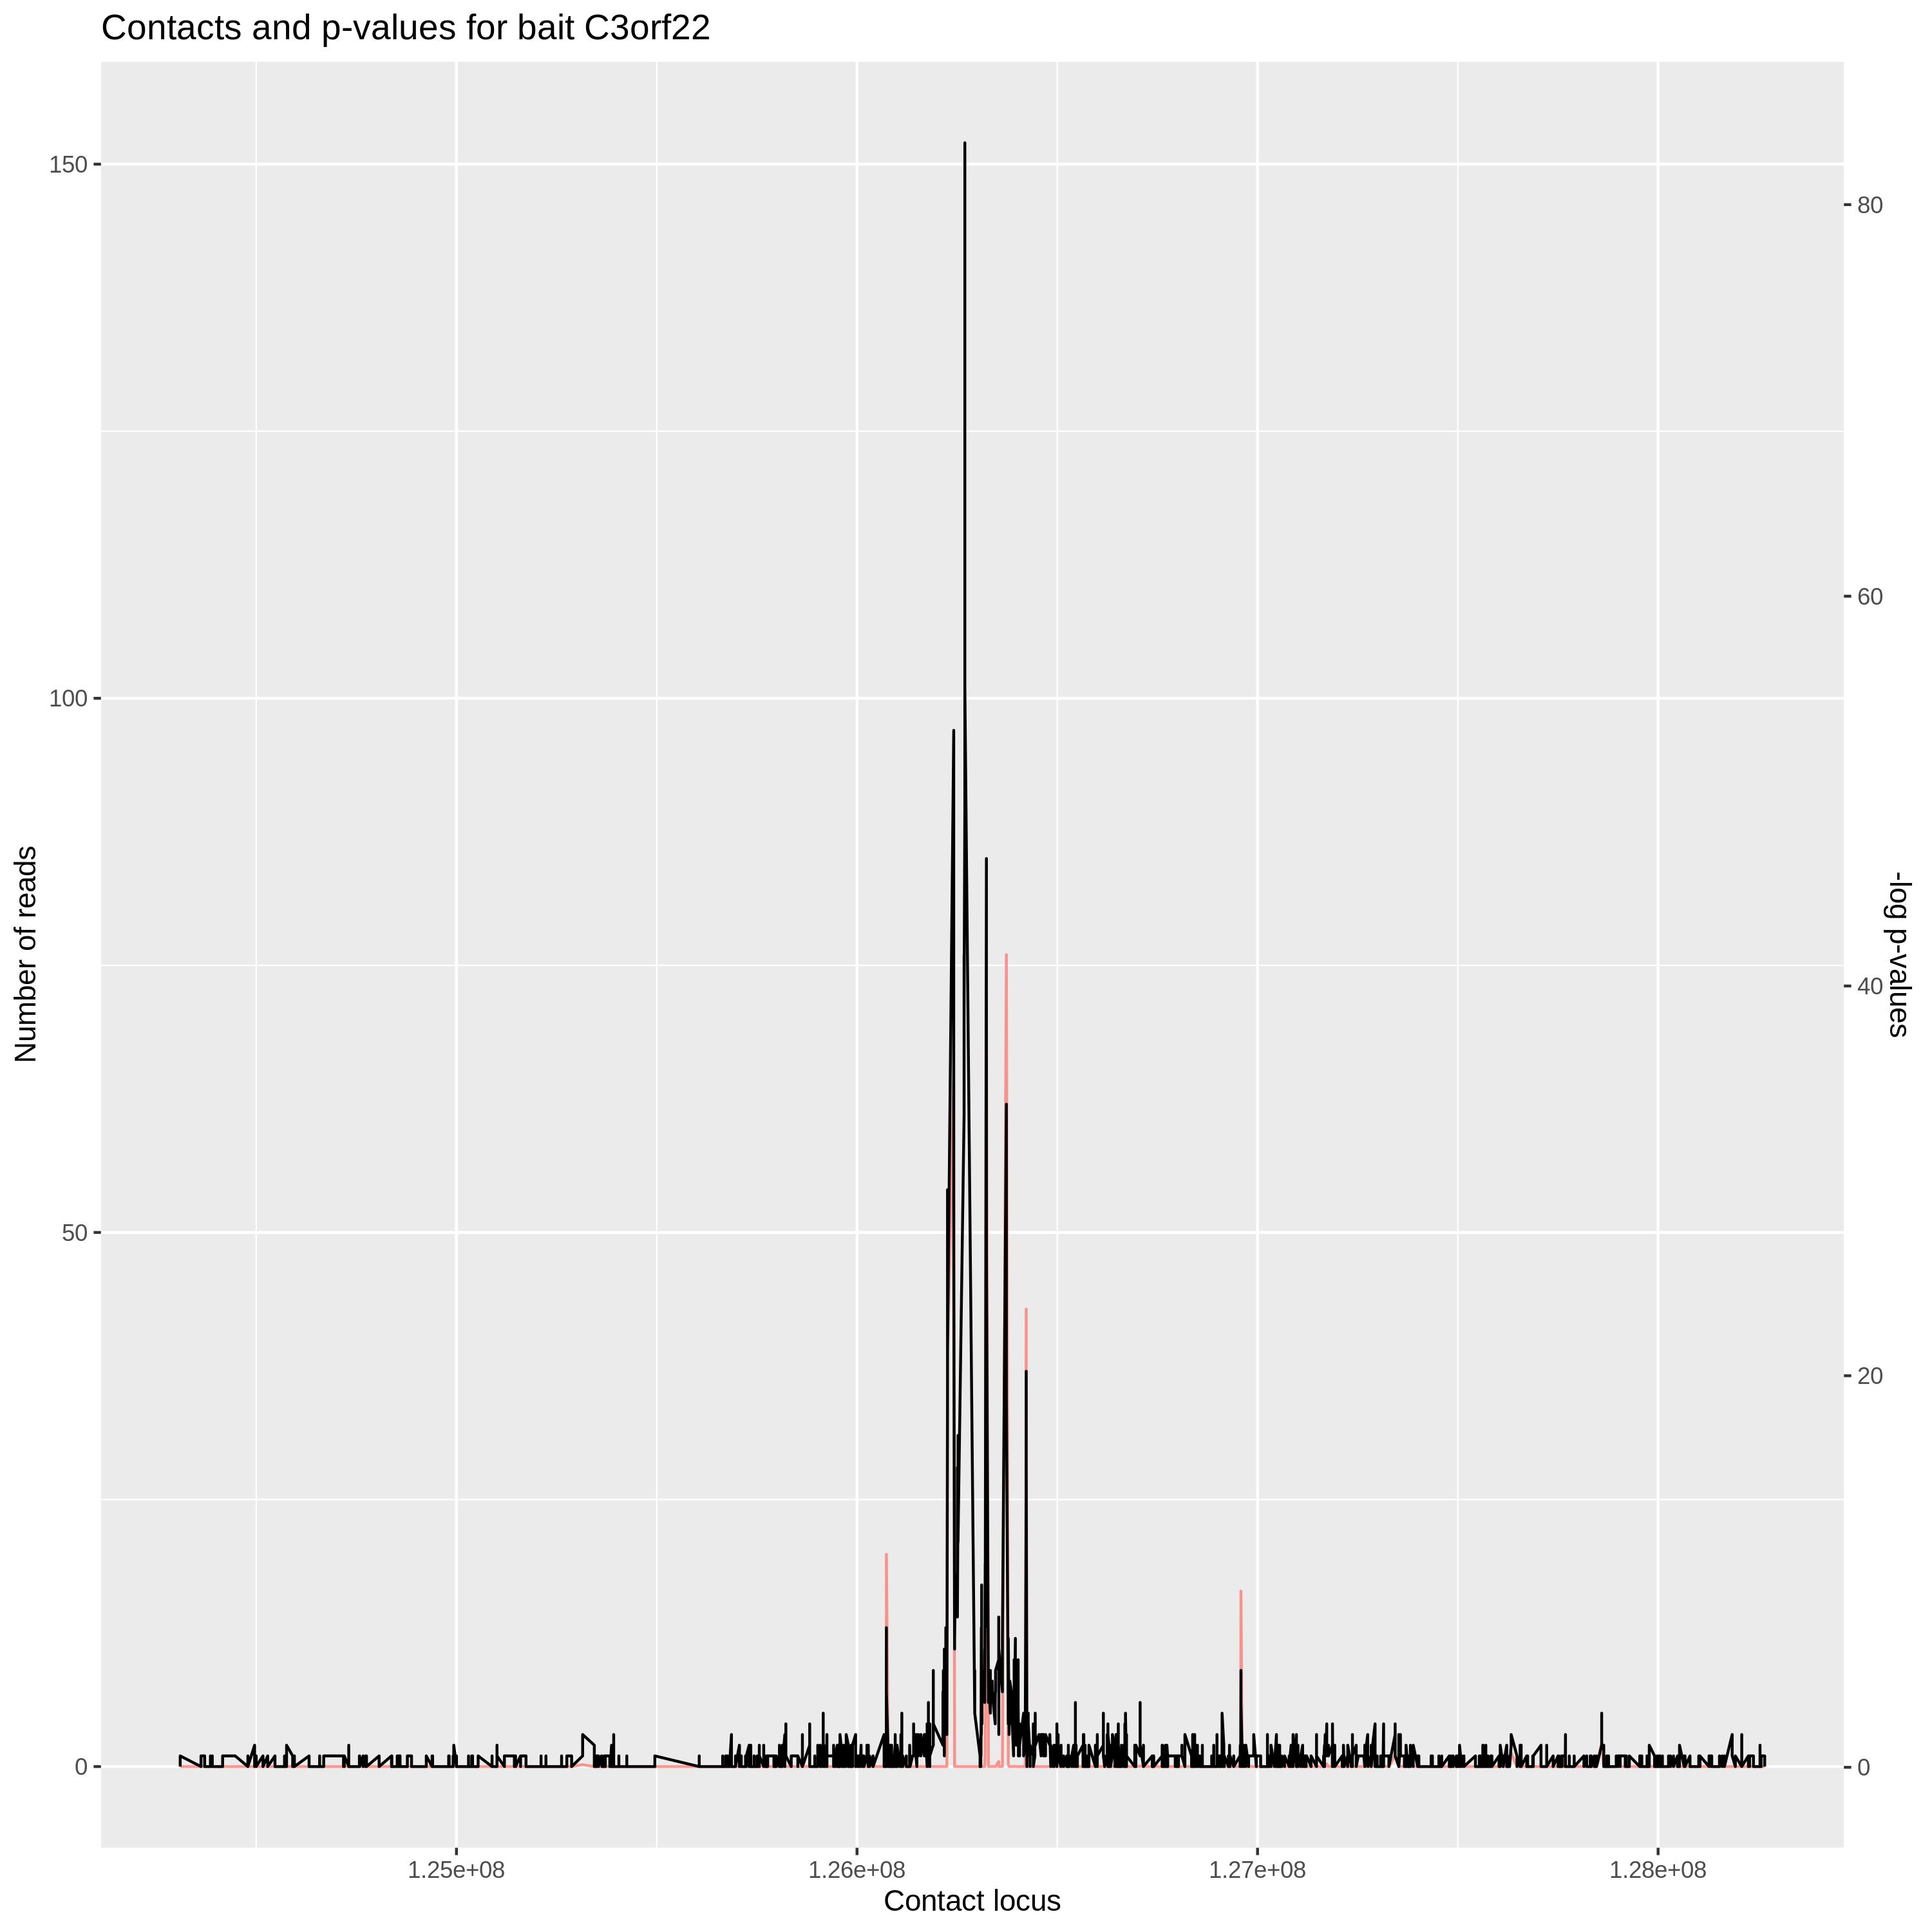 Contacts and p-values for bait C3orf22
150
100
50
0
Number of reads
80
60
40
20
0
-log p-values
1.25e+08
1.26e+08
1.27e+08
1.28e+08
Contact locus